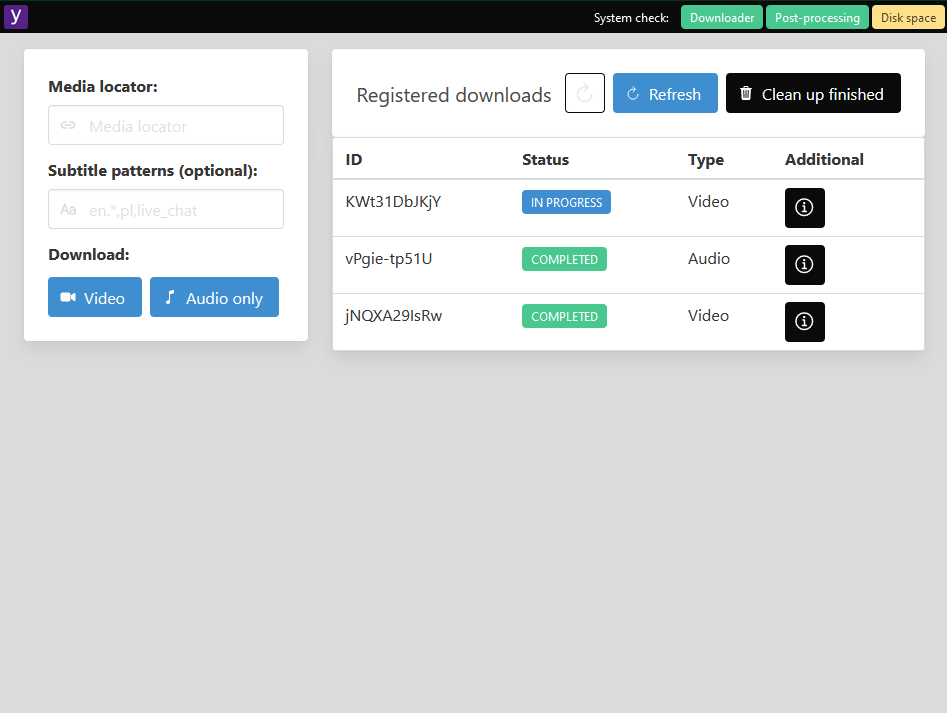 y
System check: Downloader Post-processing Disk space
Media locator:
Media locator
Subtitle patterns (optional):
Aa en.*,pl,live_chat
Download:
Video Audio only
Registered downloads Refresh Clean up finished
ID Status Type Additional
KWt31DbJKjY IN PROGRESS Video
vPgie-tp51U COMPLETED Audio
jNQXA29IsRw COMPLETED Video